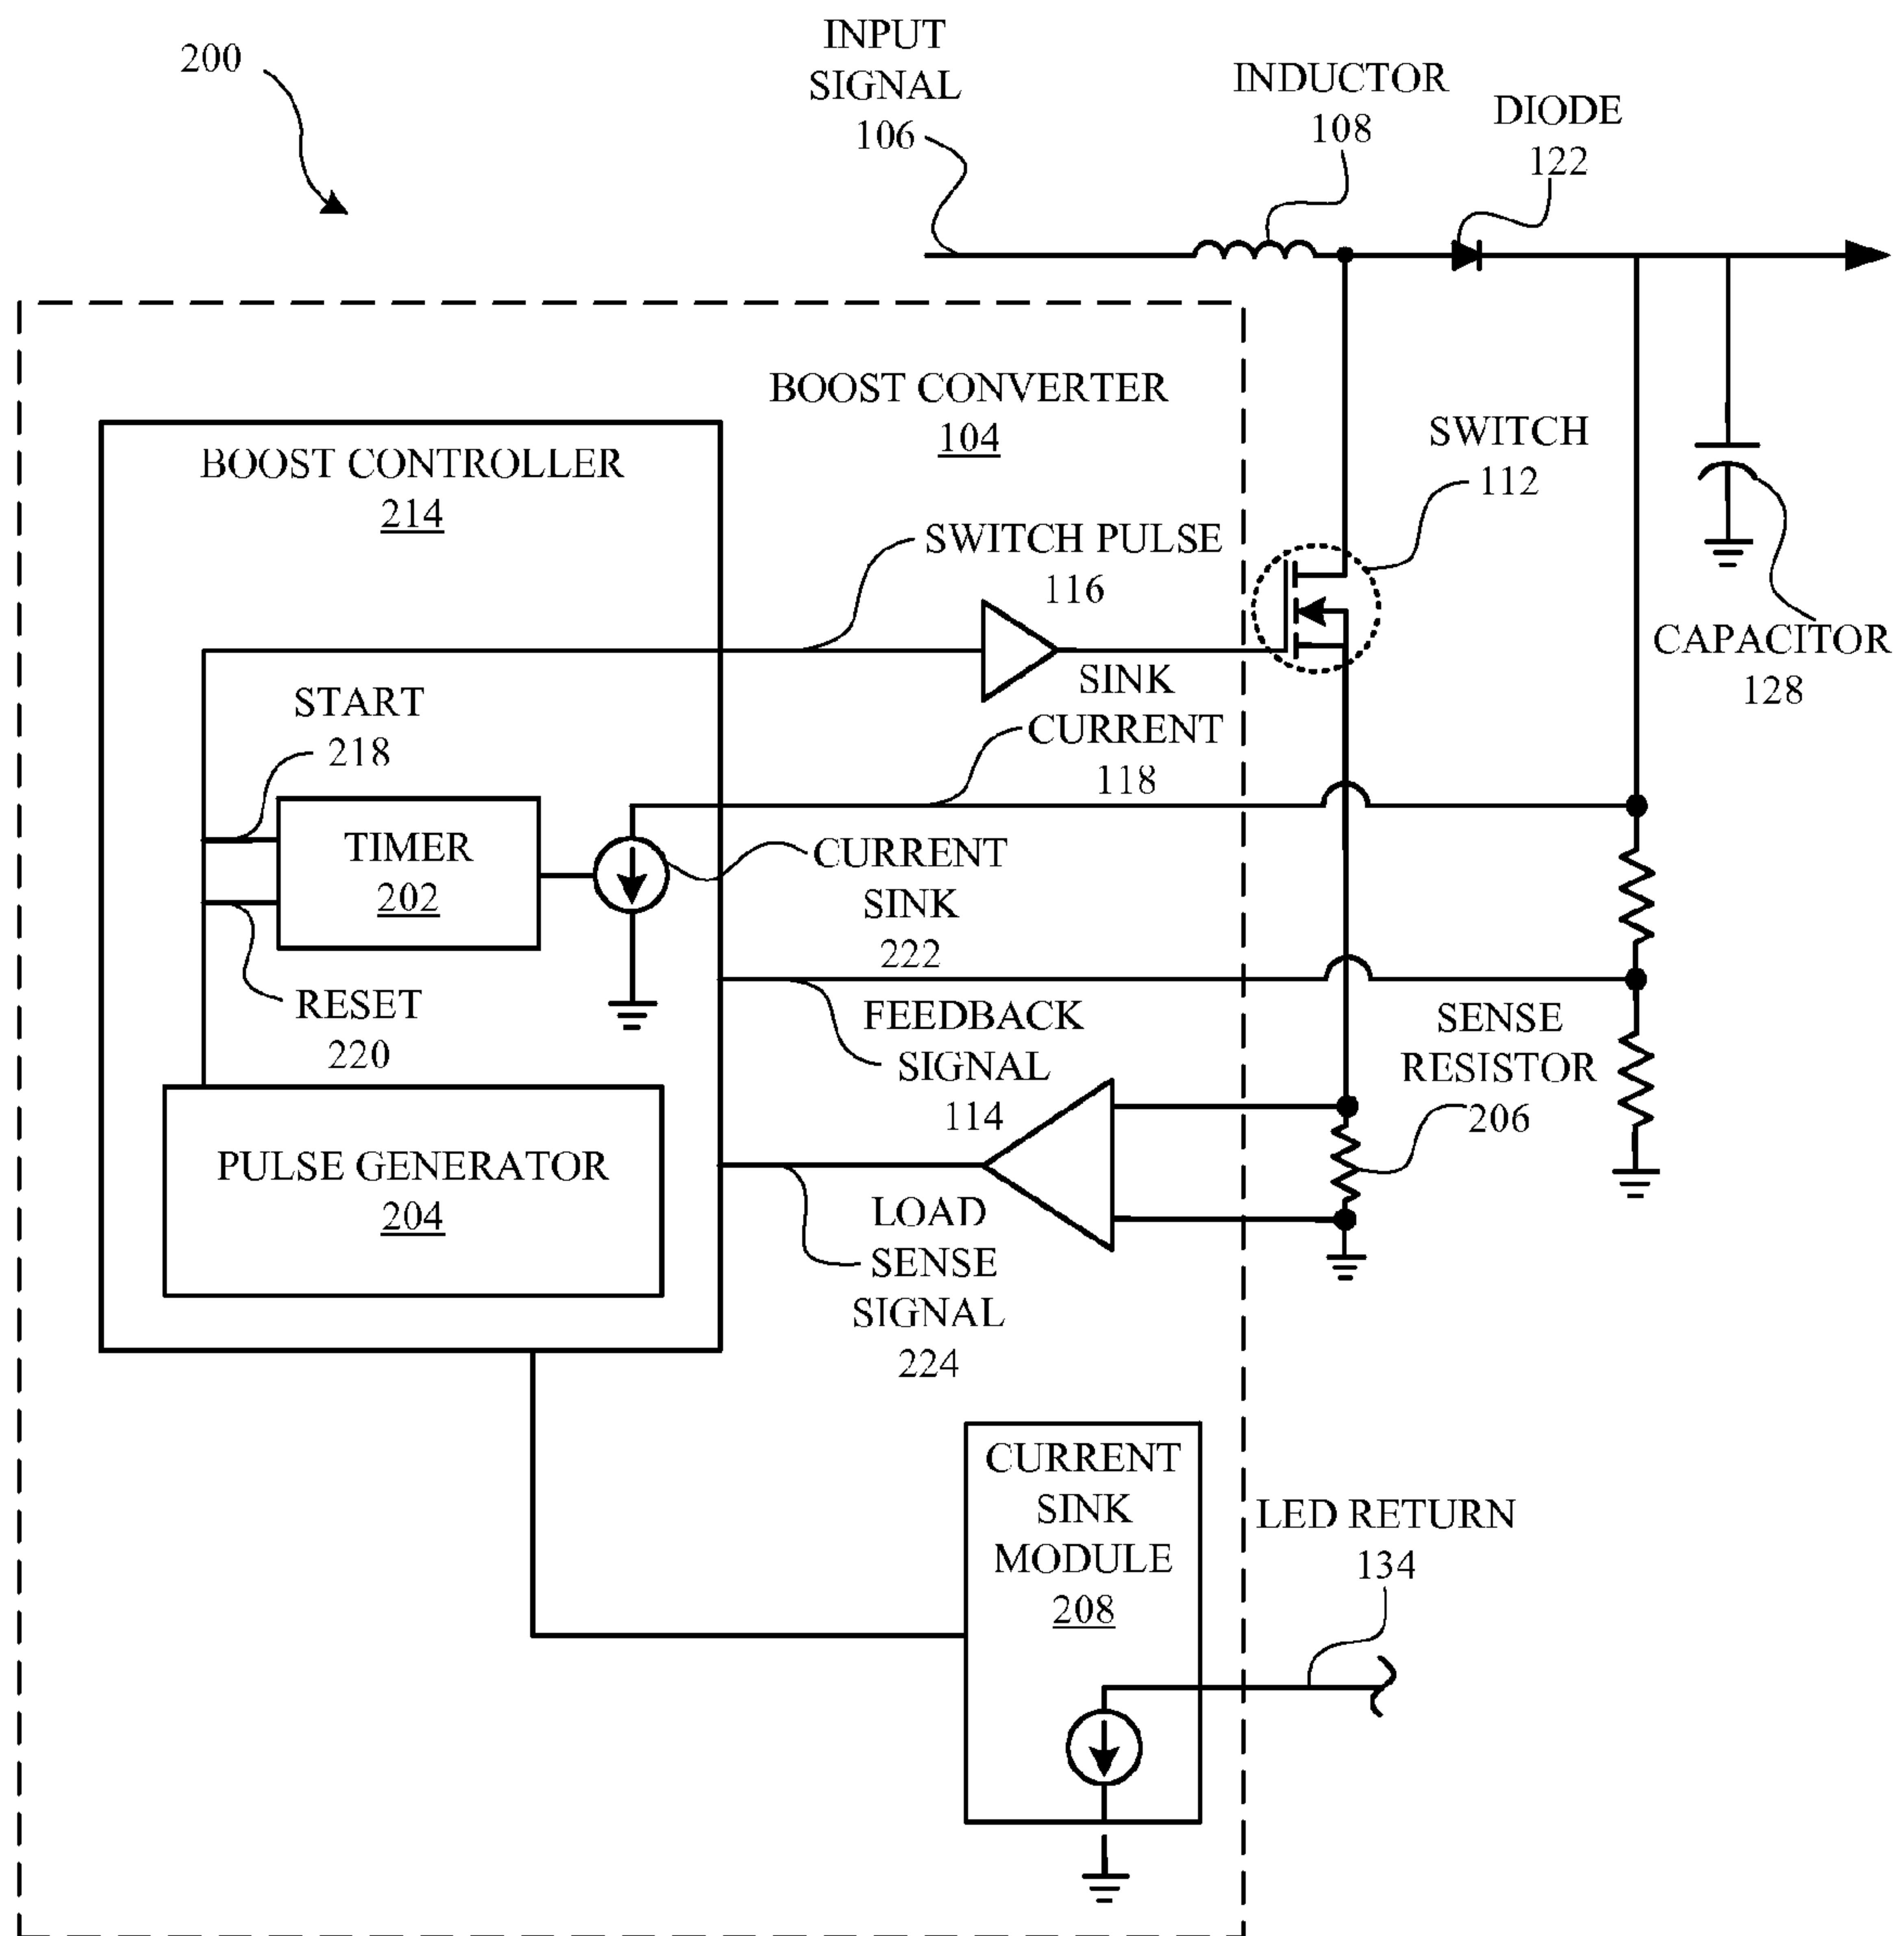 200
INPUT
SIGNAL
106
INDUCTOR
108
DIODE
122
BOOST CONVERTER
104
BOOST CONTROLLER
214
SWITCH
112
SWITCH PULSE
116
CAPACITOR
128
START
218
SINK
CURRENT
118
TIMER
202
CURRENT
SINK
222
RESET
220
FEEDBACK
SIGNAL
114
SENSE
RESISTOR
206
PULSE GENERATOR
204
LOAD
SENSE
SIGNAL
224
CURRENT
SINK
MODULE
208
LED RETURN
134